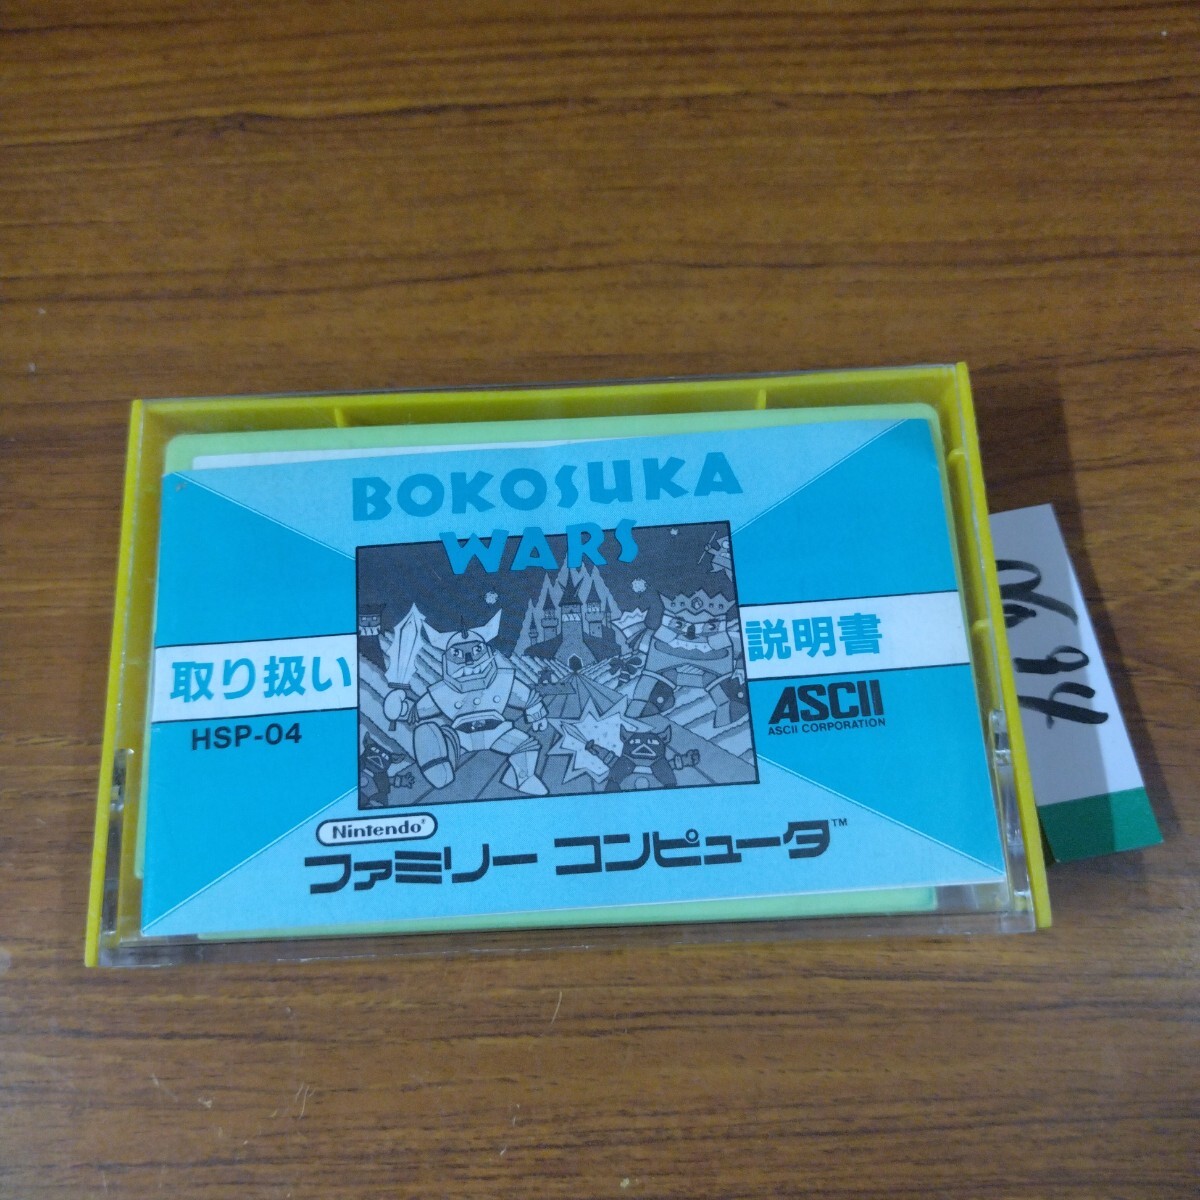 BOKOSUKA
WARS
取り扱い 説明書
HSP-04
ASCII
ASCII CORPORATION
Nintendo®
ファミリー コンピュータ™